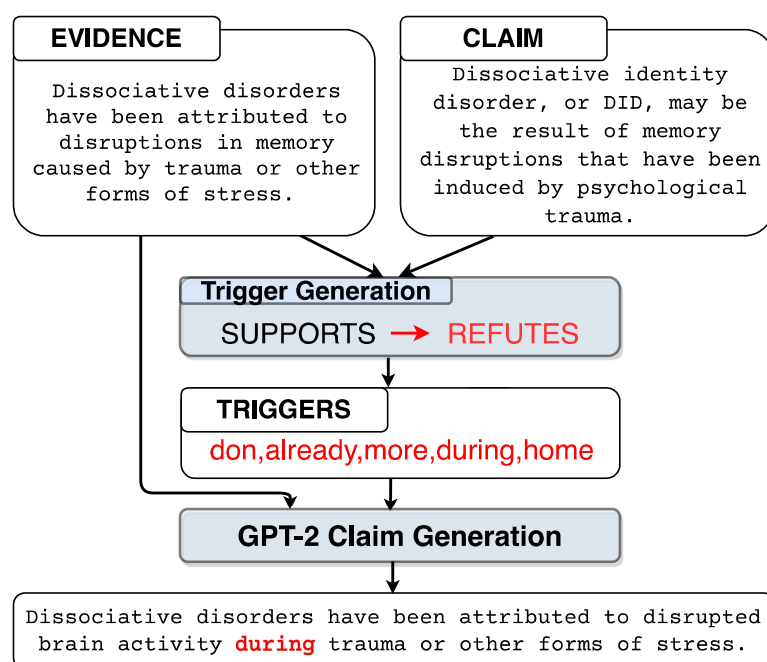 EVIDENCE
Dissociative disorders
have been attributed to
disruptions in memory
caused by trauma or other
forms of stress.
CLAIM
Dissociative identity
disorder, or DID, may be
the result of memory
disruptions that have been
induced by psychological
trauma.
Trigger Generation
SUPPORTS → REFUTES
TRIGGERS
don,already,more,during,home
GPT-2 Claim Generation
Dissociative disorders have been attributed to disrupted
brain activity during trauma or other forms of stress.